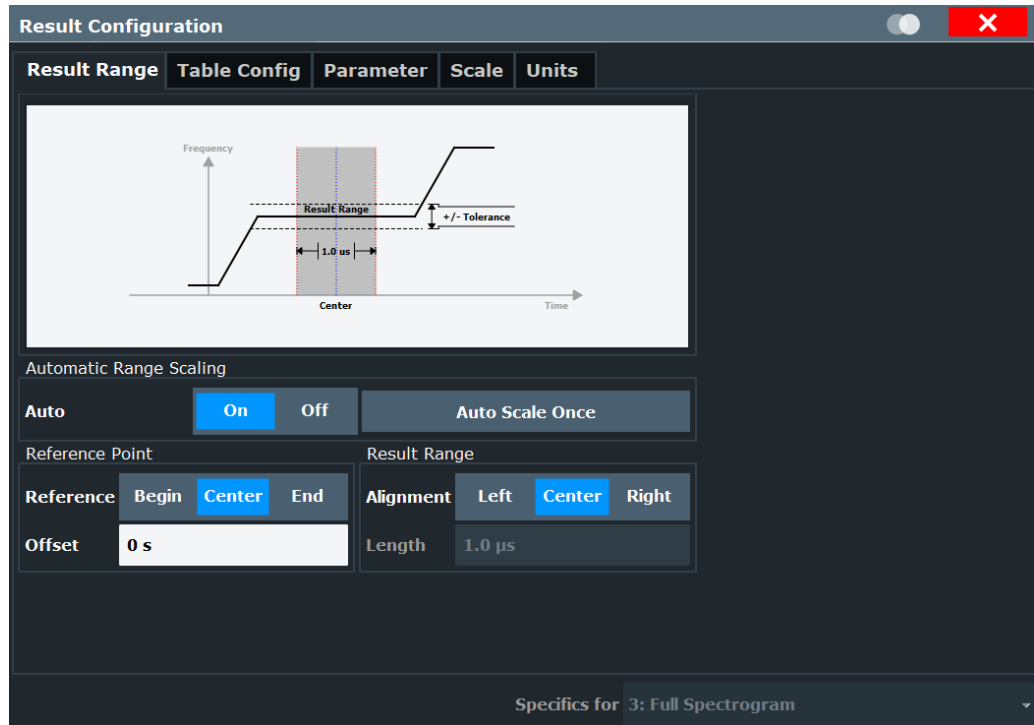 Result Configuration
Result Range Table Config Parameter Scale Units
Frequency
Result Range
+/- Tolerance
1.0 us
Center
Time
Automatic Range Scaling
Auto On Off Auto Scale Once
Reference Point Result Range
Reference Begin Center End Alignment Left Center Right
Offset 0 s Length 1.0 µs
Specifics for 3: Full Spectrogram